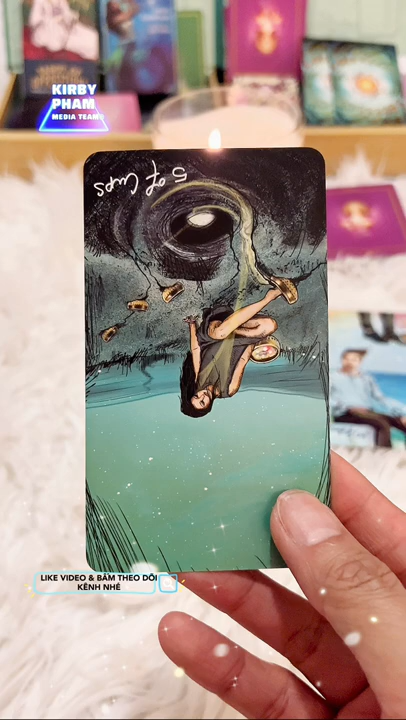 KIRBY
PHAM
MEDIA TEAM
5 of Cups
LIKE VIDEO & BẤM THEO DÕI
KÊNH NHÉ